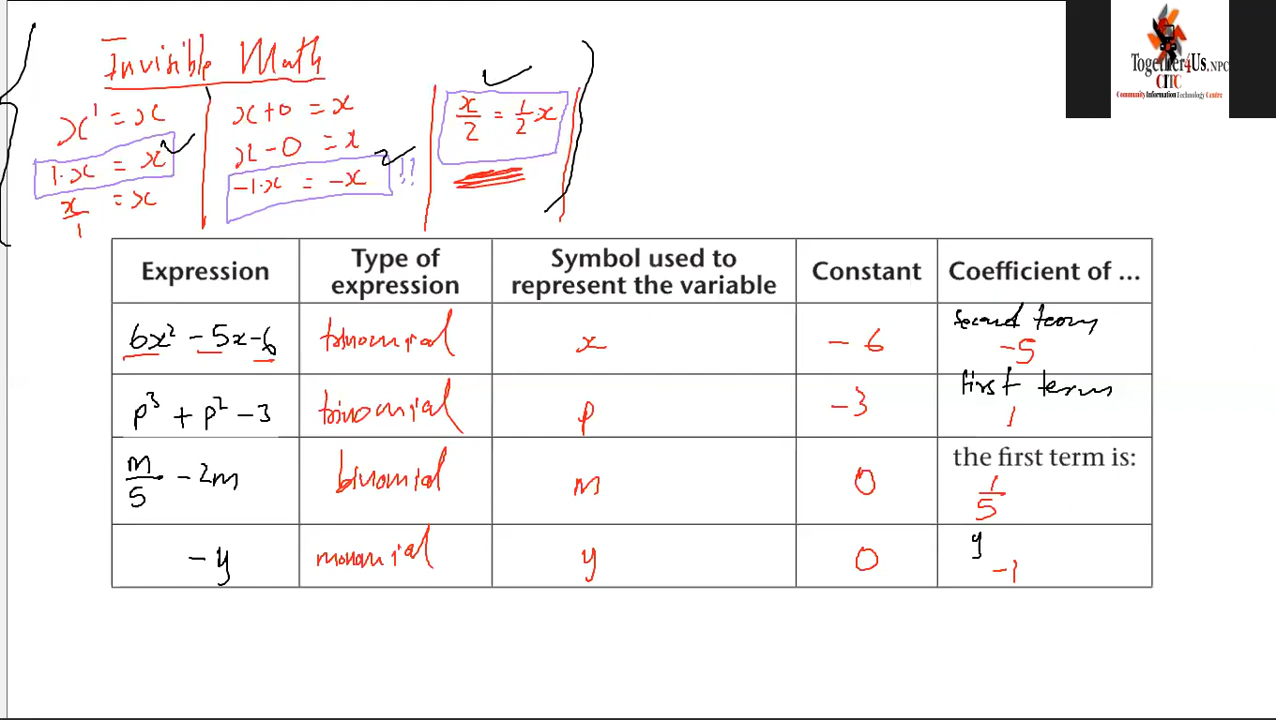 Invisible Math
x¹ = x
1·x = x
x/1 = x
x+0 = x
x-0 = x
-1·x = -x !!
x/2 = 1/2 x
Together4Us, NPC
CITC
Community Information Technology Centre
Expression | Type of expression | Symbol used to represent the variable | Constant | Coefficient of ...
6x² - 5x - 6 | trinomial | x | -6 | second term -5
p³ + p² - 3 | trinomial | p | -3 | first term 1
m/5 - 2m | binomial | m | 0 | the first term is: 1/5
-y | monomial | y | 0 | y -1